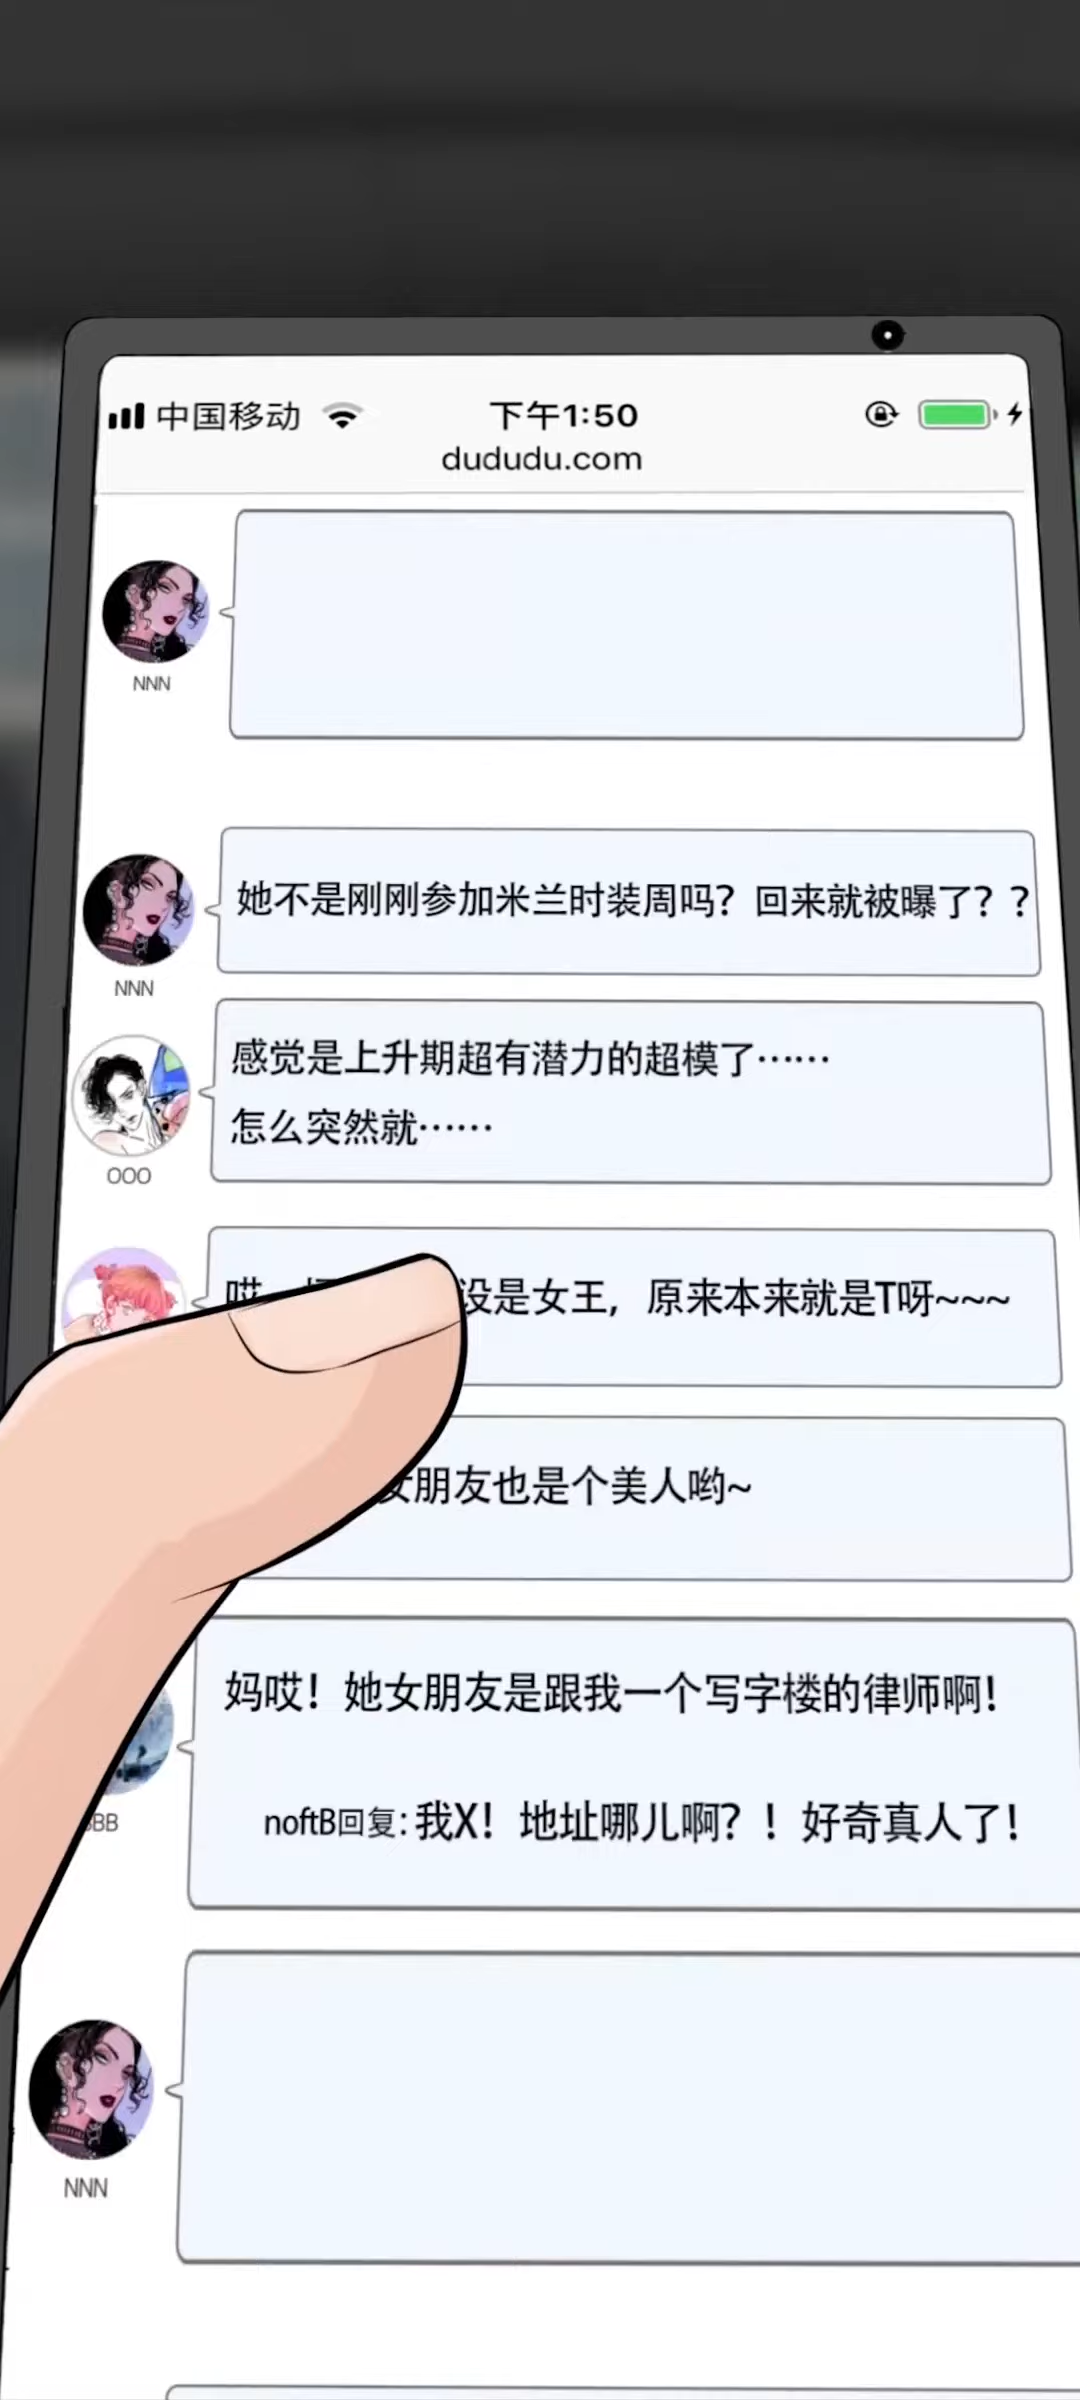 中国移动
下午1:50
dududu.com
NNN
她不是刚刚参加米兰时装周吗？回来就被曝了？？
NNN
感觉是上升期超有潜力的超模了……
怎么突然就……
OOO
哎
设是女王，原来本来就是T呀~~~
女朋友也是个美人哟~
妈哎！她女朋友是跟我一个写字楼的律师啊！
noftB回复：我X！地址哪儿啊？！好奇真人了！
BB
NNN